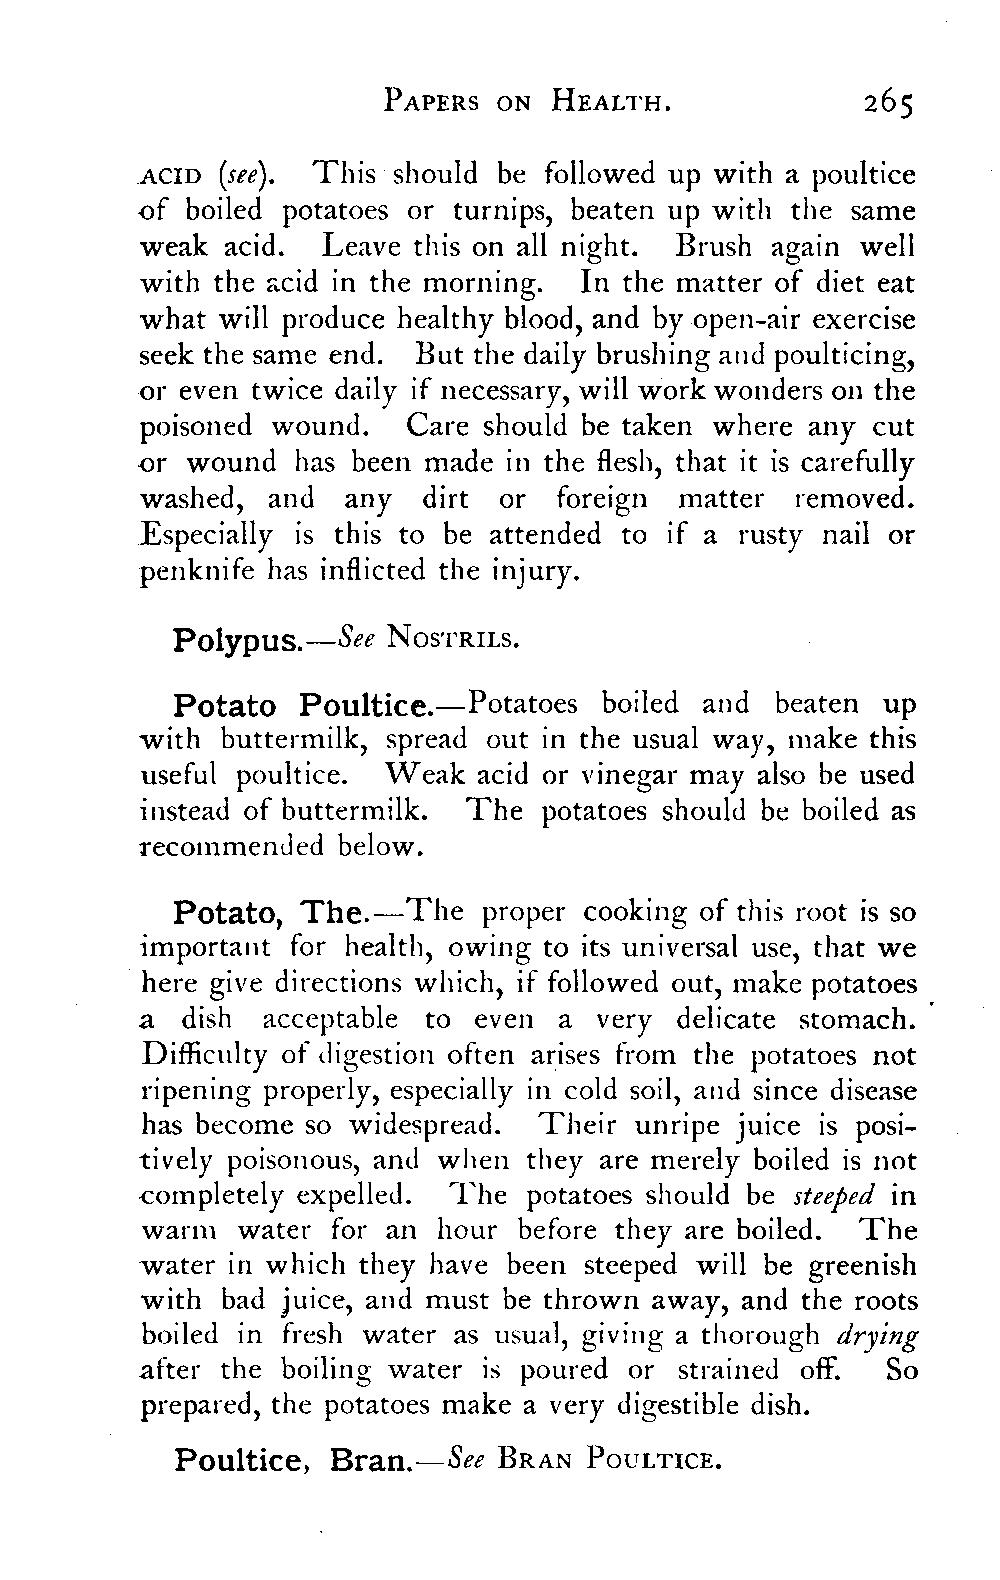 PAPERS ON HEALTH. 265
ACID (see). This should be followed up with a poultice
of boiled potatoes or turnips, beaten up with the same
weak acid. Leave this on all night. Brush again well
with the acid in the morning. In the matter of diet eat
what will produce healthy blood, and by open-air exercise
seek the same end. But the daily brushing and poulticing,
or even twice daily if necessary, will work wonders on the
poisoned wound. Care should be taken where any cut
or wound has been made in the flesh, that it is carefully
washed, and any dirt or foreign matter removed.
Especially is this to be attended to if a rusty nail or
penknife has inflicted the injury.
Polypus.—See NOSTRILS.
Potato Poultice.—Potatoes boiled and beaten up
with buttermilk, spread out in the usual way, make this
useful poultice. Weak acid or vinegar may also be used
instead of buttermilk. The potatoes should be boiled as
recommended below.
Potato, The.—The proper cooking of this root is so
important for health, owing to its universal use, that we
here give directions which, if followed out, make potatoes
a dish acceptable to even a very delicate stomach.
Difficulty of digestion often arises from the potatoes not
ripening properly, especially in cold soil, and since disease
has become so widespread. Their unripe juice is posi-
tively poisonous, and when they are merely boiled is not
completely expelled. The potatoes should be steeped in
warm water for an hour before they are boiled. The
water in which they have been steeped will be greenish
with bad juice, and must be thrown away, and the roots
boiled in fresh water as usual, giving a thorough drying
after the boiling water is poured or strained off. So
prepared, the potatoes make a very digestible dish.
Poultice, Bran.—See BRAN POULTICE.